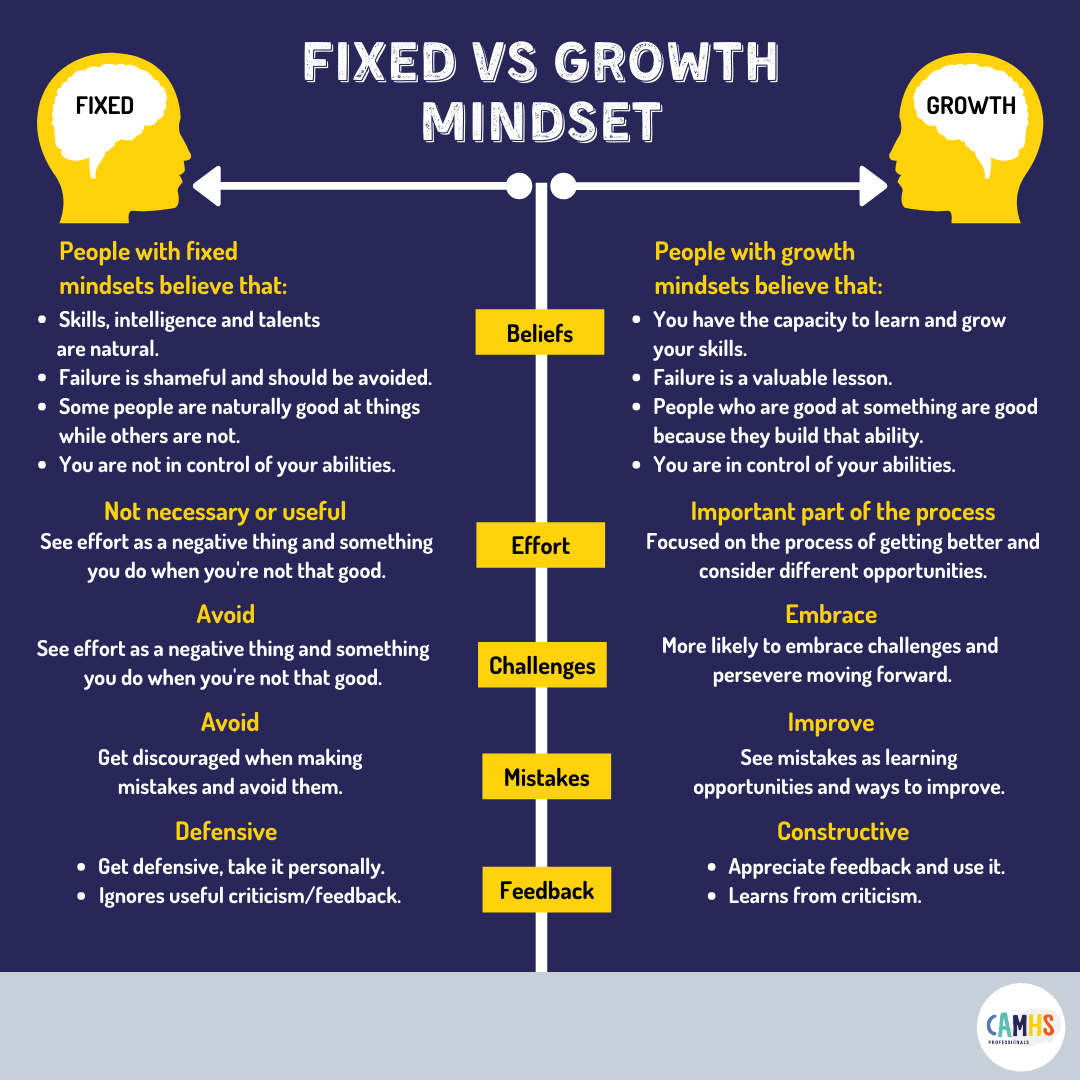 FIXED VS GROWTH
MINDSET
FIXED
GROWTH
People with fixed
mindsets believe that:
• Skills, intelligence and talents
are natural.
• Failure is shameful and should be avoided.
• Some people are naturally good at things
while others are not.
• You are not in control of your abilities.
Beliefs
People with growth
mindsets believe that:
• You have the capacity to learn and grow
your skills.
• Failure is a valuable lesson.
• People who are good at something are good
because they build that ability.
• You are in control of your abilities.
Not necessary or useful
See effort as a negative thing and something
you do when you're not that good.
Effort
Important part of the process
Focused on the process of getting better and
consider different opportunities.
Avoid
See effort as a negative thing and something
you do when you're not that good.
Challenges
Embrace
More likely to embrace challenges and
persevere moving forward.
Avoid
Get discouraged when making
mistakes and avoid them.
Mistakes
Improve
See mistakes as learning
opportunities and ways to improve.
Defensive
• Get defensive, take it personally.
• Ignores useful criticism/feedback.
Feedback
Constructive
• Appreciate feedback and use it.
• Learns from criticism.
CAMHS
PROFESSIONALS